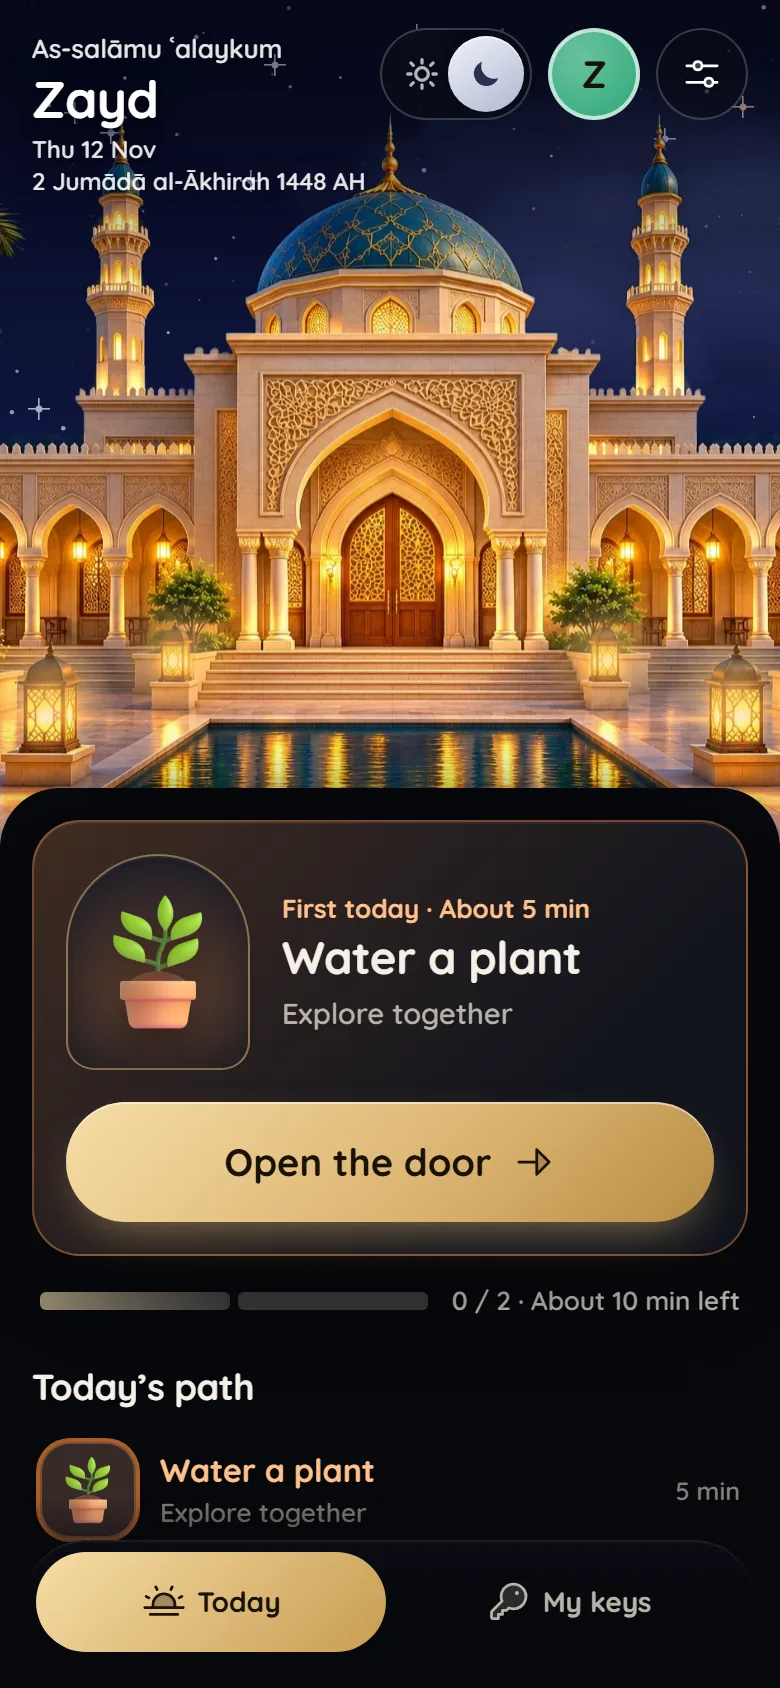 As-salāmu ʿalaykum
Zayd
Thu 12 Nov
2 Jumādā al-Ākhirah 1448 AH
Z
First today · About 5 min
Water a plant
Explore together
Open the door
0 / 2 · About 10 min left
Today’s path
Water a plant
5 min
Explore together
Today
My keys